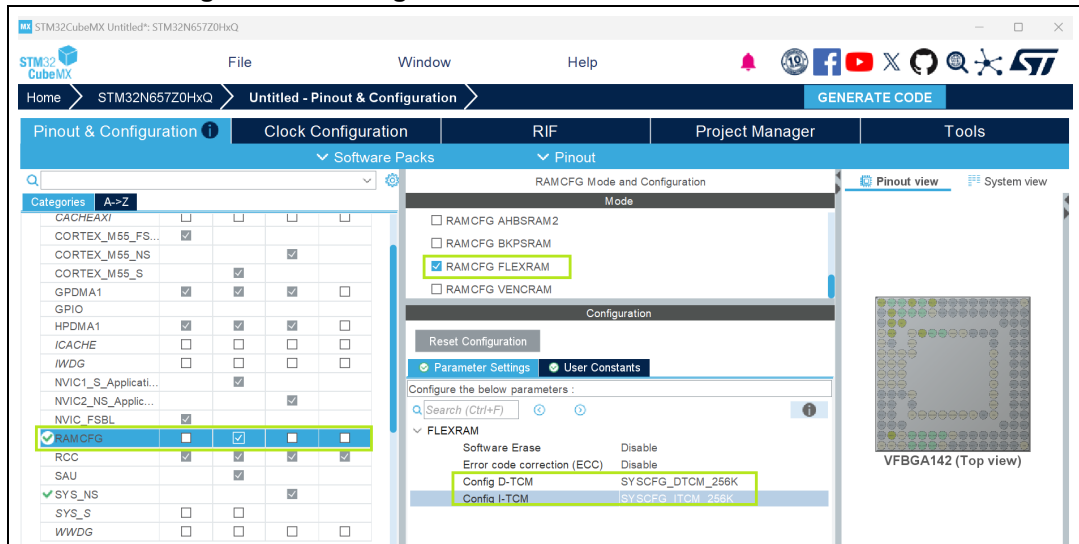 MX STM32CubeMX Untitled*: STM32N657Z0HxQ
STM32 CubeMX
File
Window
Help
10
Home
STM32N657Z0HxQ
Untitled - Pinout & Configuration
GENERATE CODE
Pinout & Configuration
Clock Configuration
RIF
Project Manager
Tools
Software Packs
Pinout
Categories
A->Z
CACHEAXI
CORTEX_M55_FS...
CORTEX_M55_NS
CORTEX_M55_S
GPDMA1
GPIO
HPDMA1
ICACHE
IWDG
NVIC1_S_Applicati...
NVIC2_NS_Applic...
NVIC_FSBL
RAMCFG
RCC
SAU
SYS_NS
SYS_S
WWDG
RAMCFG Mode and Configuration
Mode
RAMCFG AHBSRAM2
RAMCFG BKPSRAM
RAMCFG FLEXRAM
RAMCFG VENCRAM
Configuration
Reset Configuration
Parameter Settings
User Constants
Configure the below parameters :
Search (Ctrl+F)
FLEXRAM
Software Erase Disable
Error code correction (ECC) Disable
Config D-TCM SYSCFG_DTCM_256K
Config I-TCM SYSCFG_ITCM_256K
Pinout view
System view
VFBGA142 (Top view)